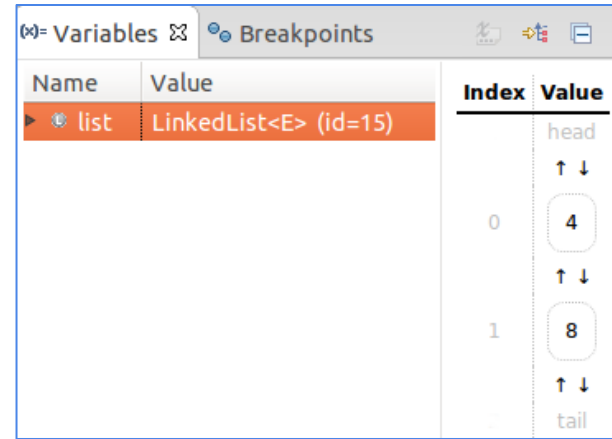 (x)= Variables Breakpoints
Name Value Index Value
list LinkedList<E> (id=15)
head
↑ ↓
0 4
↑ ↓
1 8
↑ ↓
tail